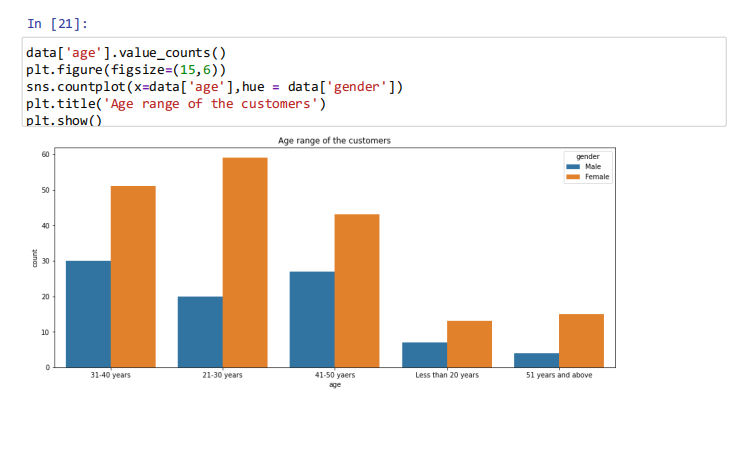 In [21]:
data['age'].value_counts()
plt.figure(figsize=(15,6))
sns.countplot(x=data['age'],hue = data['gender'])
plt.title('Age range of the customers')
plt.show()
Age range of the customers
gender
Male
Female
60
50
40
30
20
10
0
count
31-40 years 21-30 years 41-50 yaers Less than 20 years 51 years and above
age